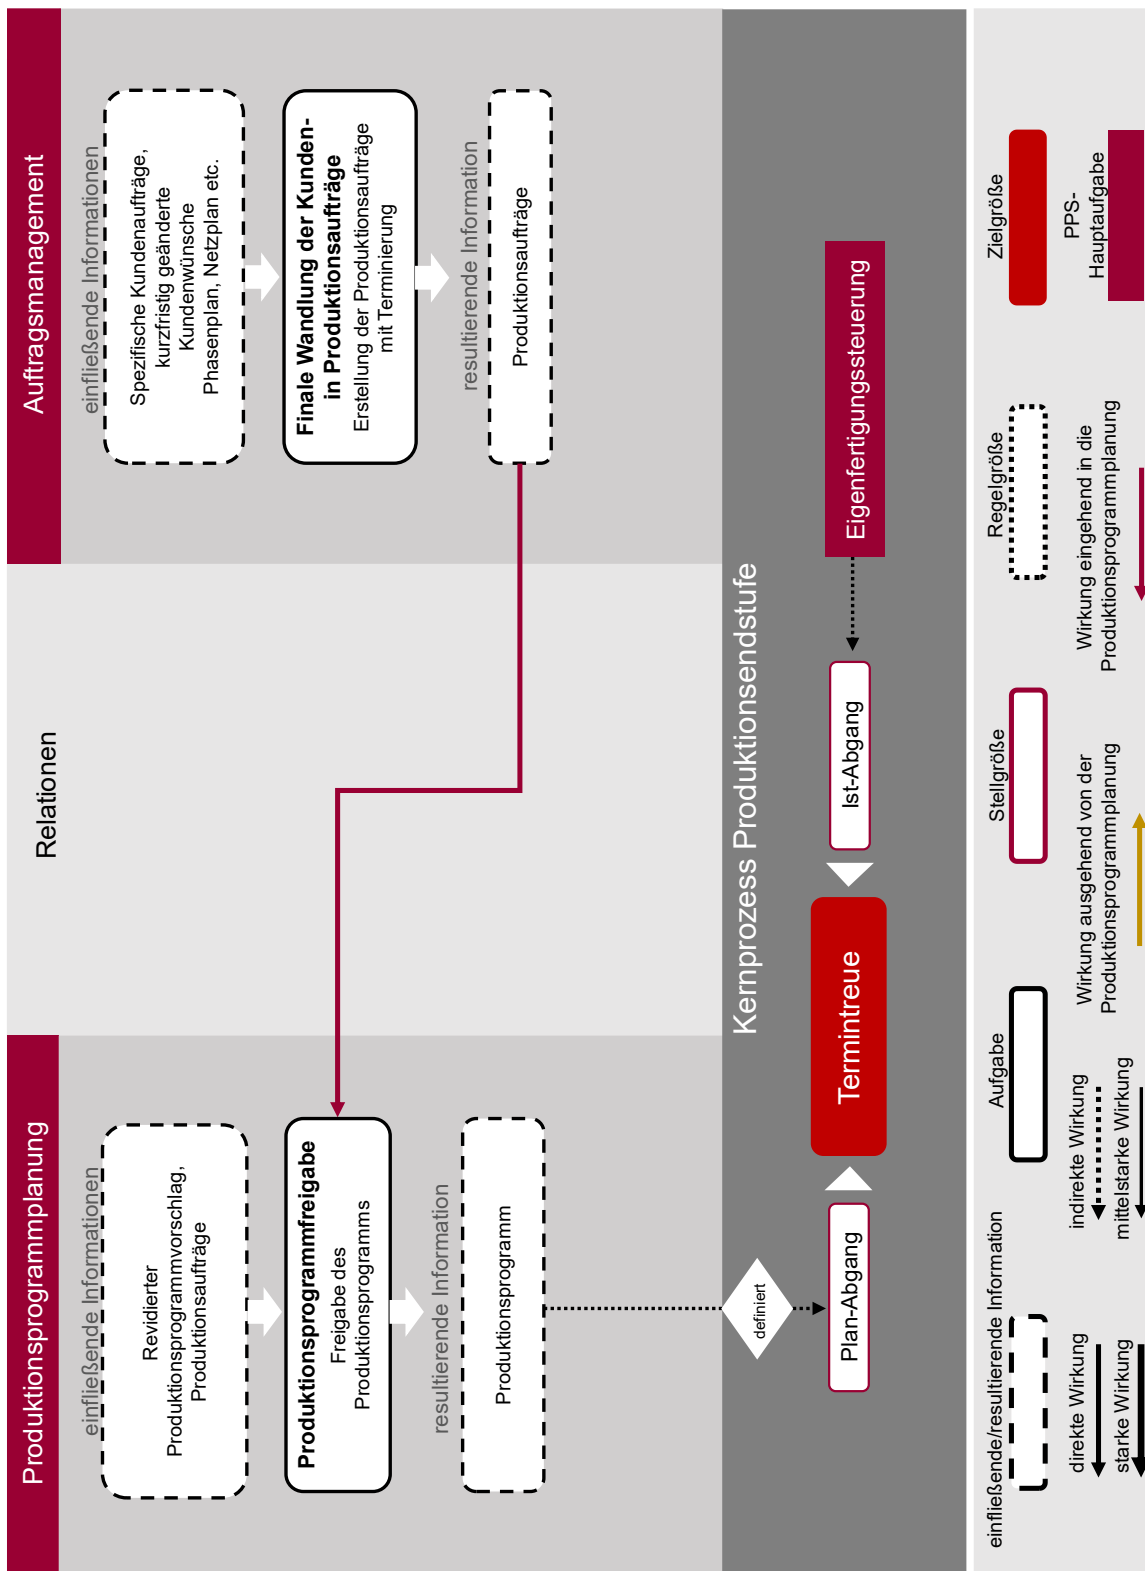 Produktionsprogrammplanung
Relationen
Auftragsmanagement
einfließende Informationen
Revidierter
Produktionsprogrammvorschlag,
Produktionsaufträge
Produktionsprogrammfreigabe
Freigabe des
Produktionsprogramms
resultierende Information
Produktionsprogramm
einfließende Informationen
Spezifische Kundenaufträge,
kurzfristig geänderte
Kundenwünsche
Phasenplan, Netzplan etc.
Finale Wandlung der Kunden-
in Produktionsaufträge
Erstellung der Produktionsaufträge
mit Terminierung
resultierende Information
Produktionsaufträge
Kernprozess Produktionsendstufe
definiert
Plan-Abgang
Termintreue
Ist-Abgang
Eigenfertigungssteuerung
einfließende/resultierende Information
Aufgabe
Stellgröße
Regelgröße
Zielgröße
direkte Wirkung
indirekte Wirkung
starke Wirkung
mittelstarke Wirkung
Wirkung ausgehend von der
Produktionsprogrammplanung
Wirkung eingehend in die
Produktionsprogrammplanung
PPS-
Hauptaufgabe